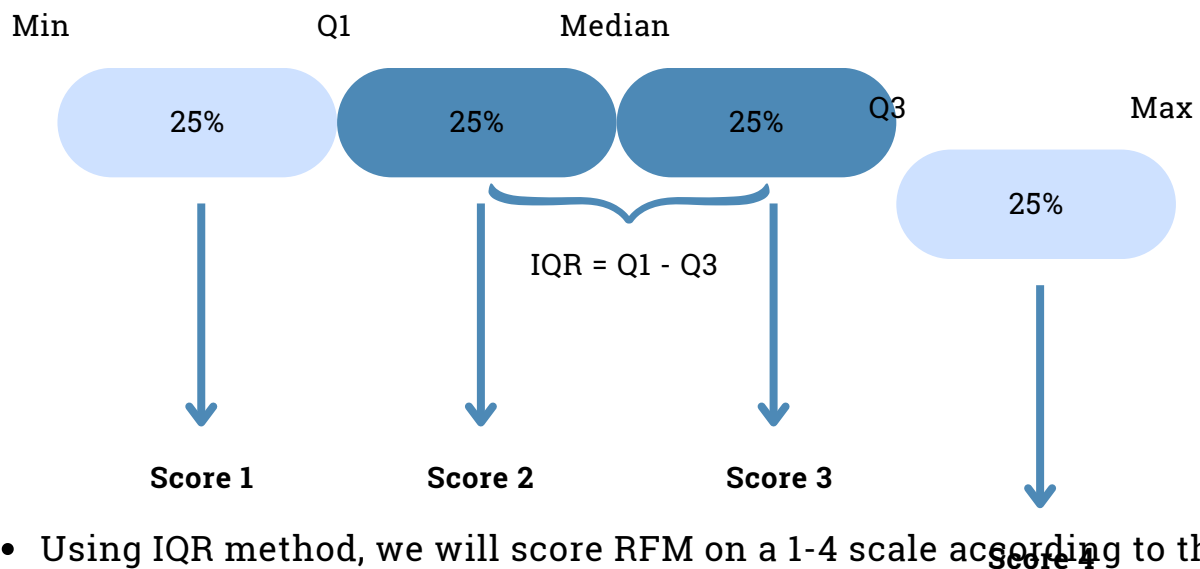 Min Q1 Median
Q3 Max
25% 25% 25%
25%
IQR = Q1 - Q3
Score 1 Score 2 Score 3
• Using IQR method, we will score RFM on a 1-4 scale according to th
Score 4